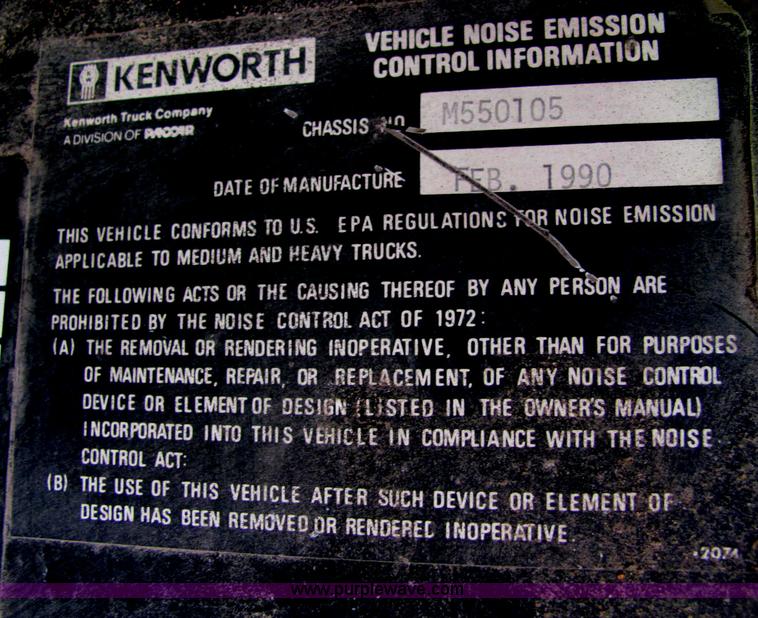 KENWORTH
VEHICLE NOISE EMISSION
CONTROL INFORMATION
Kenworth Truck Company
A DIVISION OF PACCAR
CHASSIS NO. M550105
DATE OF MANUFACTURE FEB. 1990
THIS VEHICLE CONFORMS TO U.S. EPA REGULATIONS FOR NOISE EMISSION
APPLICABLE TO MEDIUM AND HEAVY TRUCKS.
THE FOLLOWING ACTS OR THE CAUSING THEREOF BY ANY PERSON ARE
PROHIBITED BY THE NOISE CONTROL ACT OF 1972:
(A) THE REMOVAL OR RENDERING INOPERATIVE, OTHER THAN FOR PURPOSES
OF MAINTENANCE, REPAIR, OR REPLACEMENT, OF ANY NOISE CONTROL
DEVICE OR ELEMENT OF DESIGN (LISTED IN THE OWNER'S MANUAL)
INCORPORATED INTO THIS VEHICLE IN COMPLIANCE WITH THE NOISE
CONTROL ACT:
(B) THE USE OF THIS VEHICLE AFTER SUCH DEVICE OR ELEMENT OF
DESIGN HAS BEEN REMOVED OR RENDERED INOPERATIVE.
2074
www.purplewave.com